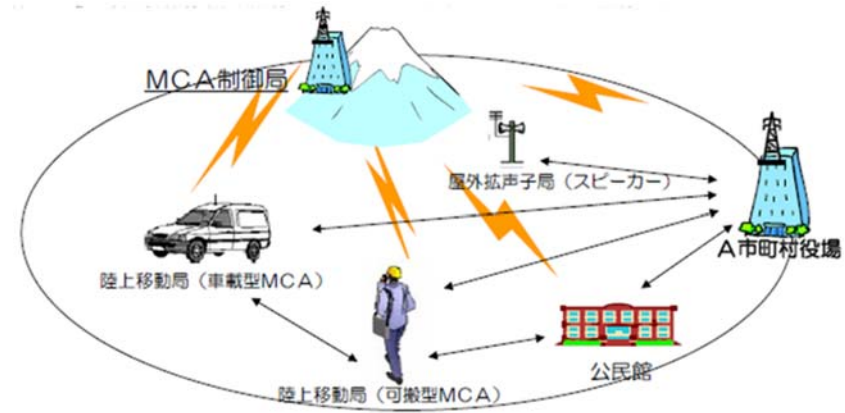 MCA制御局
屋外拡声子局（スピーカー）
A市町村役場
陸上移動局（車載型MCA）
公民館
陸上移動局（可搬型MCA）